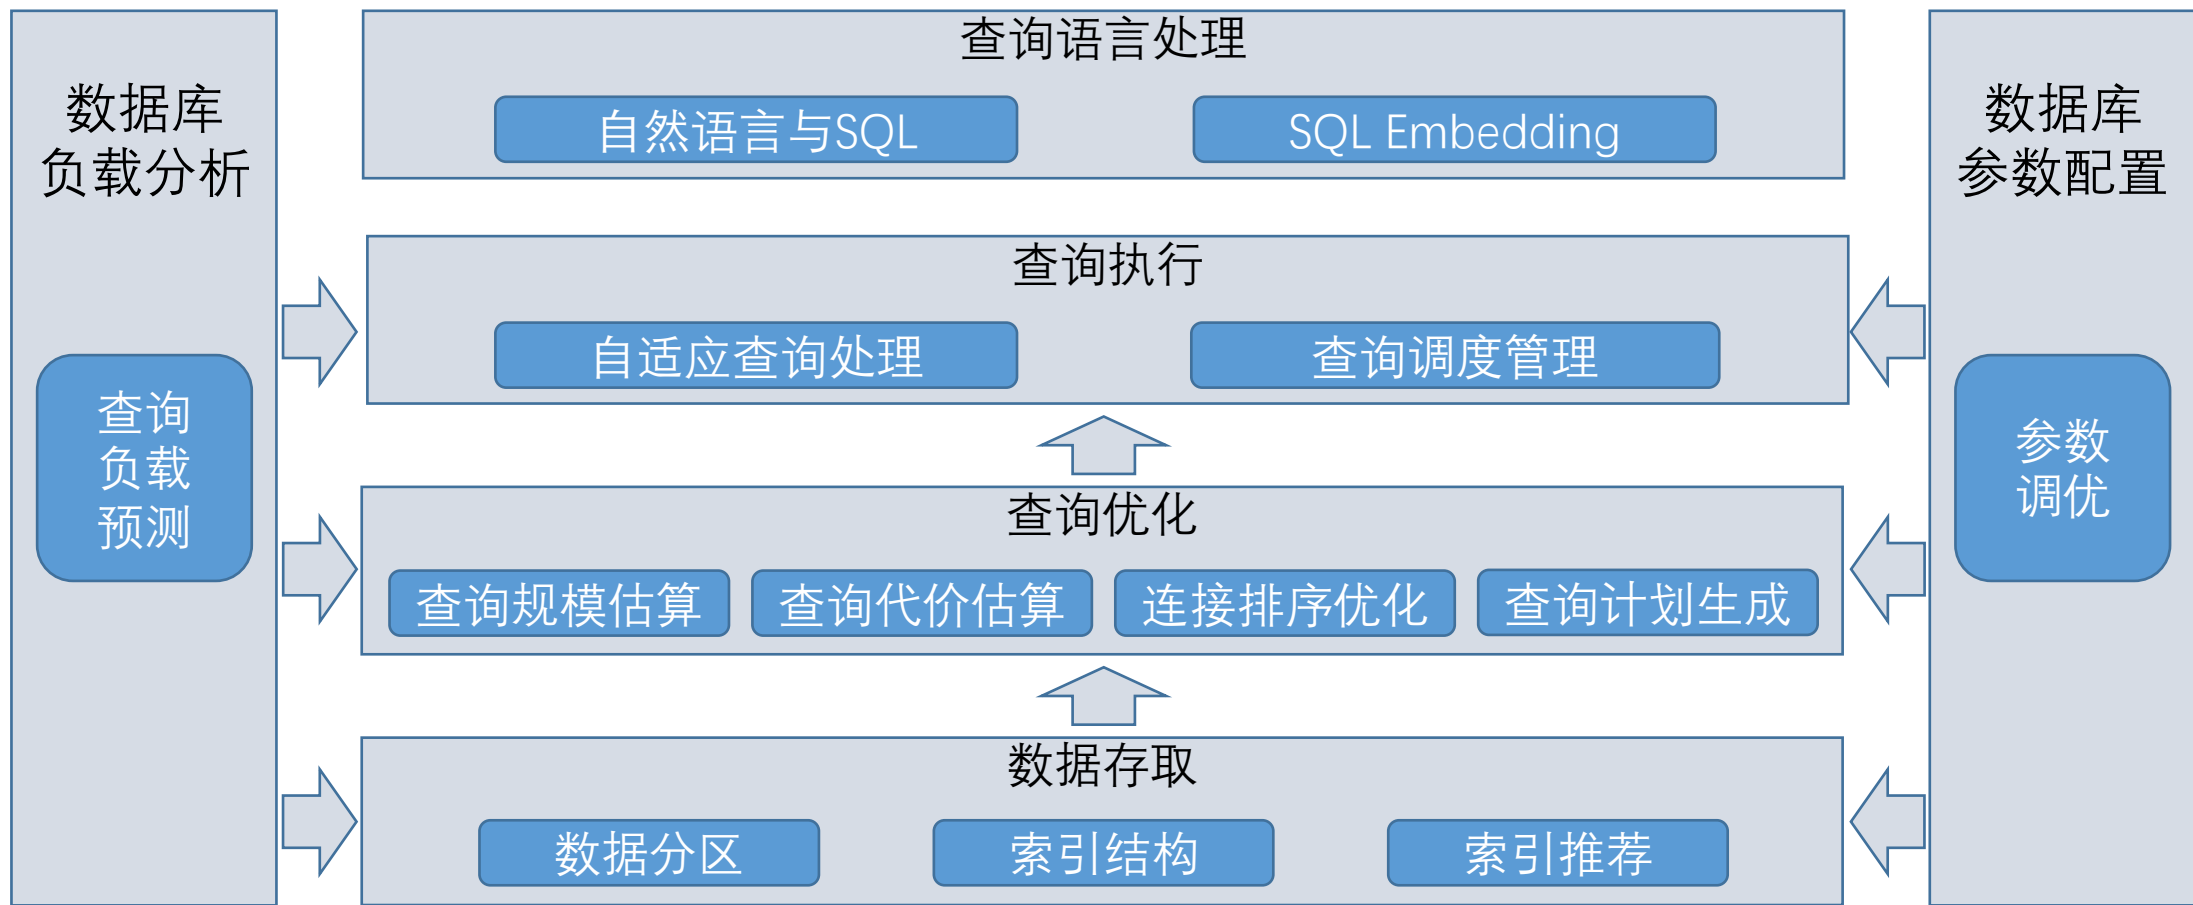 数据库
负载分析
查询
负载
预测
查询语言处理
自然语言与SQL
SQL Embedding
查询执行
自适应查询处理
查询调度管理
查询优化
查询规模估算
查询代价估算
连接排序优化
查询计划生成
数据存取
数据分区
索引结构
索引推荐
数据库
参数配置
参数
调优